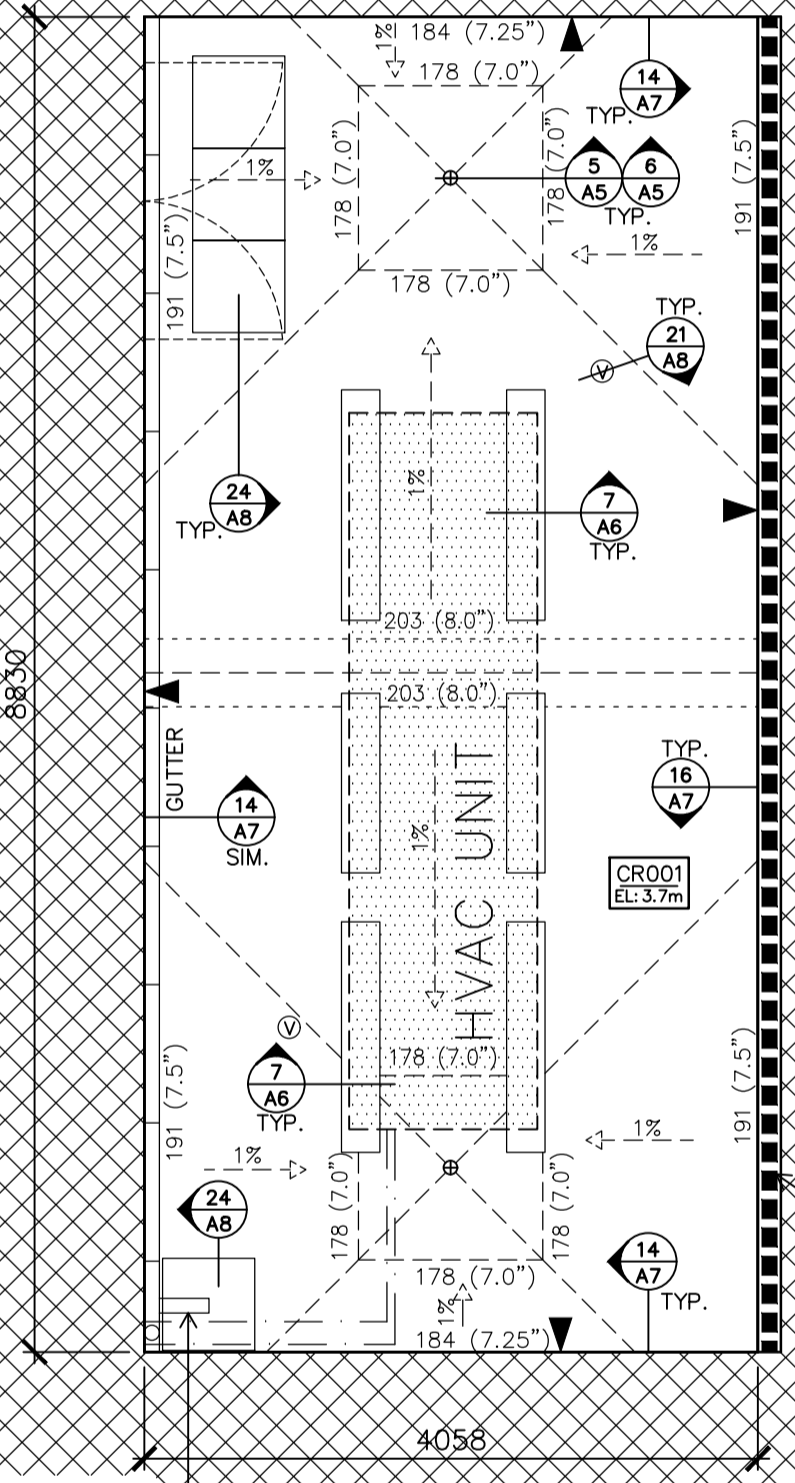 1% 184 (7.25")
178 (7.0")
14
A7
TYP.
178 (7.0")
178 (7.0")
5
A5
6
A5
TYP.
191 (7.5")
1%
191 (7.5")
1%
178 (7.0")
TYP.
21
A8
V
1%
24
A8
TYP.
7
A6
TYP.
203 (8.0")
8830
203 (8.0")
GUTTER
14
A7
SIM.
1%
HVAC UNIT
TYP.
16
A7
CR001
EL: 3.7m
V
178 (7.0")
7
A6
TYP.
191 (7.5")
191 (7.5")
1%
1%
178 (7.0")
178 (7.0")
24
A8
178 (7.0")
14
A7
TYP.
1%
184 (7.25")
4058